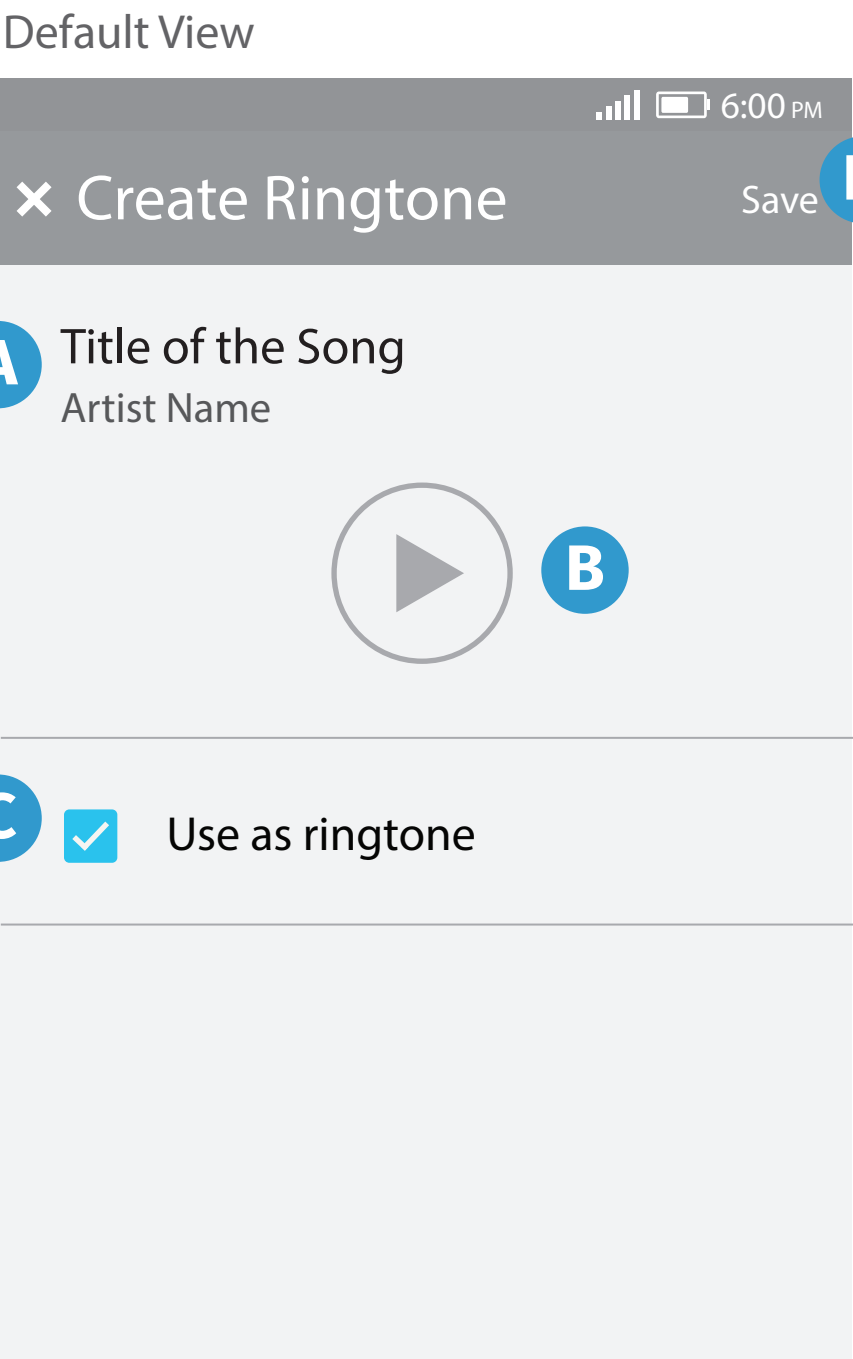 Default View
6:00 PM
Create Ringtone
Save
A
Title of the Song
Artist Name
B
C
Use as ringtone